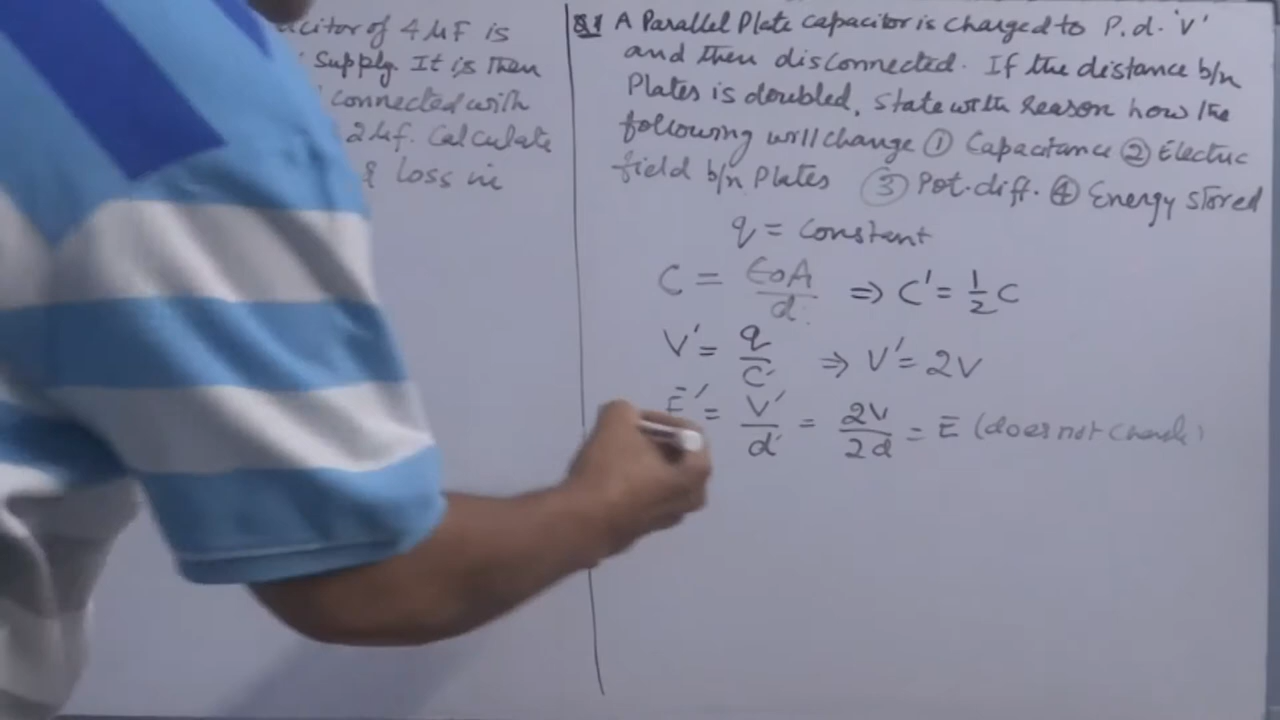 acitor of 4 μF is
Supply. It is then
connected with
2 μf. Calculate
& loss in
Q.1 A Parallel Plate capacitor is charged to P.d. 'V'
and then disconnected. If the distance b/n
Plates is doubled, state with reason how the
following will change ① Capacitance ② Electric
field b/n Plates ③ Pot. diff. ④ Energy stored
q = constant
C = ϵ₀A/d ⇒ C' = 1/2 C
V' = q/C' ⇒ V' = 2V
E' = V'/d' = 2V/2d = E (does not